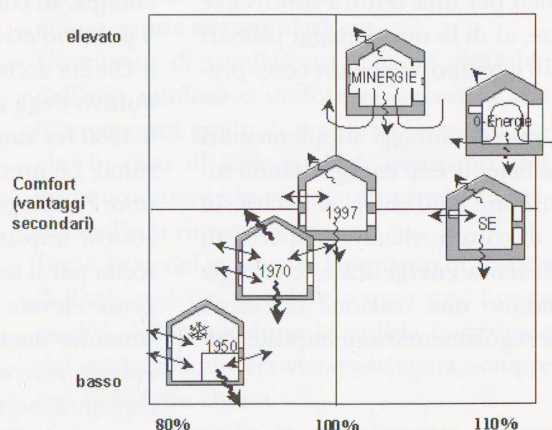 elevato
MINERGIE
0-Energie
Comfort
(vantaggi
secondari)
1997
SE
1970
1950
basso
80%
100%
110%